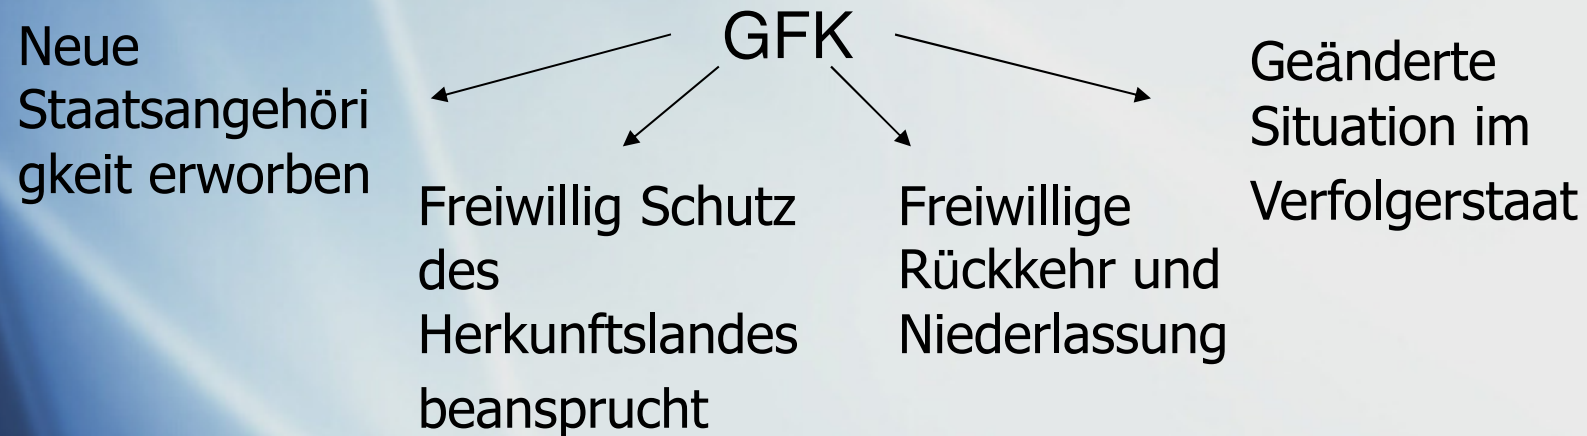 GFK
Neue
Staatsangehöri
gkeit erworben
Freiwillig Schutz
des
Herkunftslandes
beansprucht
Freiwillige
Rückkehr und
Niederlassung
Geänderte
Situation im
Verfolgerstaat